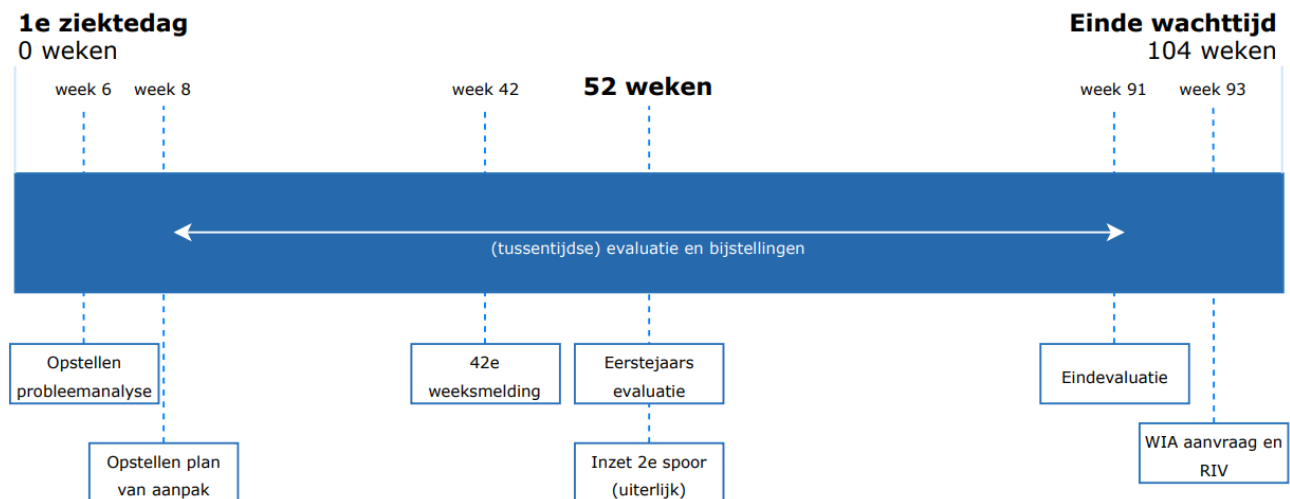 1e ziektedag
0 weken
Einde wachttijd
104 weken
week 6
week 8
week 42
52 weken
week 91
week 93
(tussentijdse) evaluatie en bijstellingen
Opstellen
probleemanalyse
42e
weeksmelding
Eerstejaars
evaluatie
Eindevaluatie
Opstellen plan
van aanpak
Inzet 2e spoor
(uiterlijk)
WIA aanvraag en
RIV